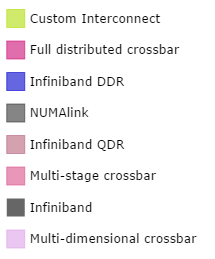 Custom Interconnect
Full distributed crossbar
Infiniband DDR
NUMAlink
Infiniband QDR
Multi-stage crossbar
Infiniband
Multi-dimensional crossbar